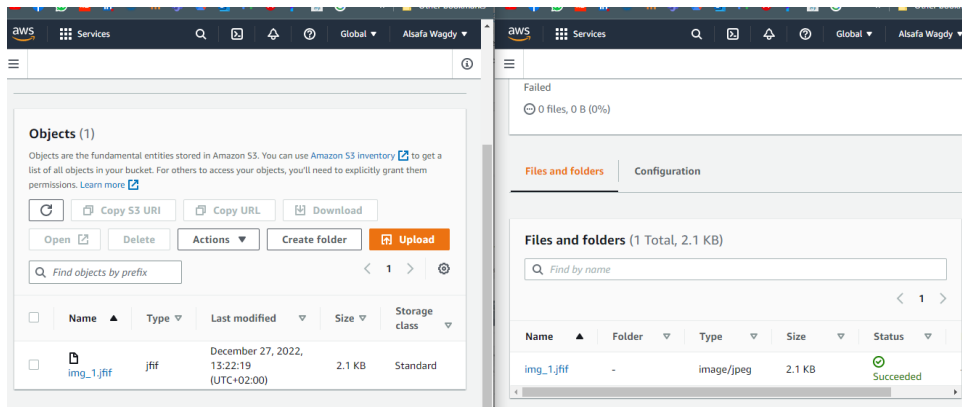 aws
Services
Global
Alsafa Wagdy
Objects (1)
Objects are the fundamental entities stored in Amazon S3. You can use Amazon S3 inventory to get a
list of all objects in your bucket. For others to access your objects, you'll need to explicitly grant them
permissions. Learn more
Copy S3 URI
Copy URL
Download
Open
Delete
Actions
Create folder
Upload
Find objects by prefix
1
Name
Type
Last modified
Size
Storage
class
img_1.jfif
jfif
December 27, 2022,
13:22:19
(UTC+02:00)
2.1 KB
Standard
aws
Services
Global
Alsafa Wagdy
Failed
0 files, 0 B (0%)
Files and folders
Configuration
Files and folders (1 Total, 2.1 KB)
Find by name
1
Name
Folder
Type
Size
Status
img_1.jfif
-
image/jpeg
2.1 KB
Succeeded